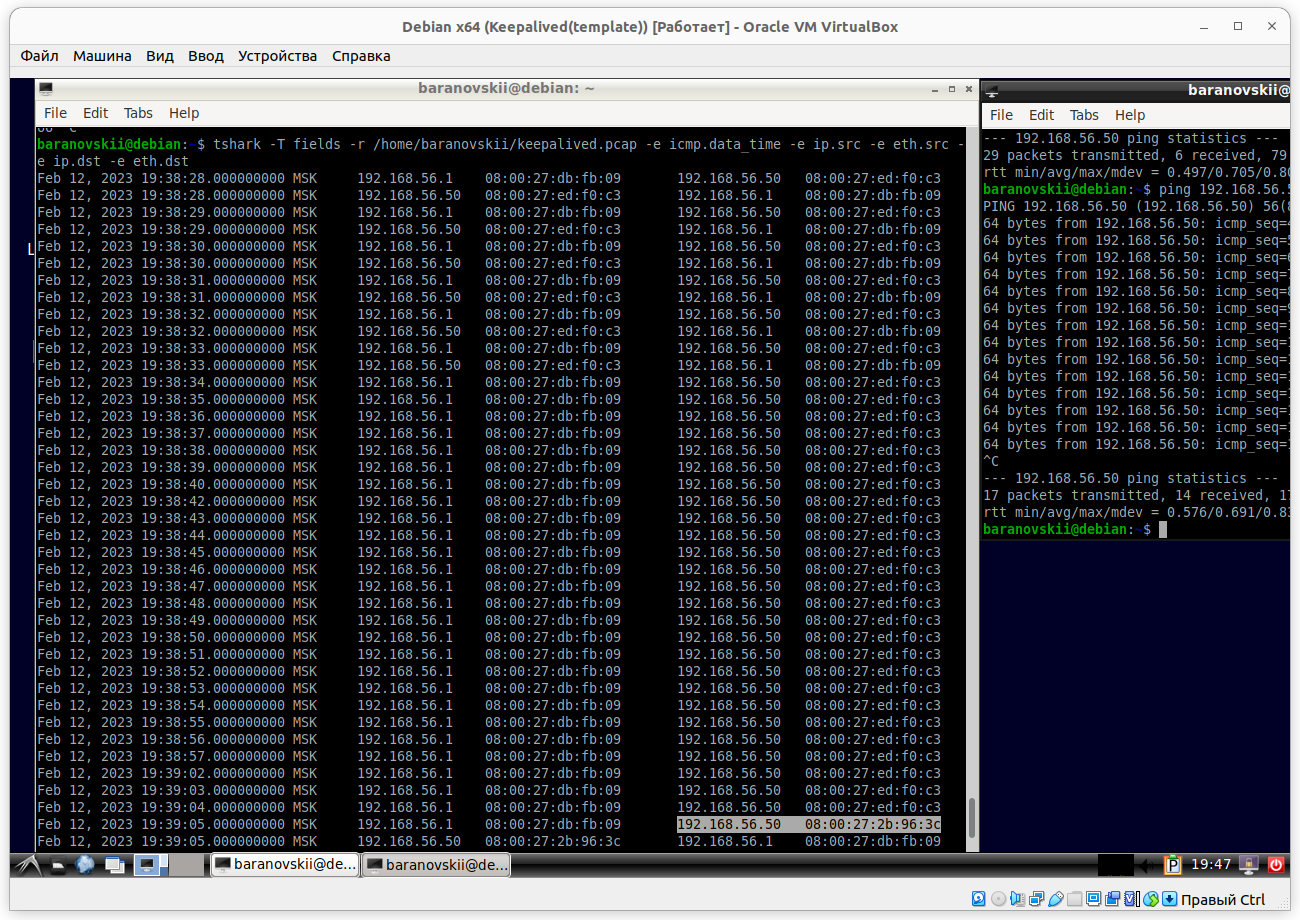 Debian x64 (Keepalived(template)) [Работает] - Oracle VM VirtualBox
Файл Машина Вид Ввод Устройства Справка
baranovskii@debian: ~
File Edit Tabs Help
baranovskii@debian:~$ tshark -T fields -r /home/baranovskii/keepalived.pcap -e icmp.data_time -e ip.src -e eth.src -
e ip.dst -e eth.dst
Feb 12, 2023 19:38:28.000000000 MSK 192.168.56.1 08:00:27:db:fb:09 192.168.56.50 08:00:27:ed:f0:c3
Feb 12, 2023 19:38:28.000000000 MSK 192.168.56.50 08:00:27:ed:f0:c3 192.168.56.1 08:00:27:db:fb:09
Feb 12, 2023 19:38:29.000000000 MSK 192.168.56.1 08:00:27:db:fb:09 192.168.56.50 08:00:27:ed:f0:c3
Feb 12, 2023 19:38:29.000000000 MSK 192.168.56.50 08:00:27:ed:f0:c3 192.168.56.1 08:00:27:db:fb:09
Feb 12, 2023 19:38:30.000000000 MSK 192.168.56.1 08:00:27:db:fb:09 192.168.56.50 08:00:27:ed:f0:c3
Feb 12, 2023 19:38:30.000000000 MSK 192.168.56.50 08:00:27:ed:f0:c3 192.168.56.1 08:00:27:db:fb:09
Feb 12, 2023 19:38:31.000000000 MSK 192.168.56.1 08:00:27:db:fb:09 192.168.56.50 08:00:27:ed:f0:c3
Feb 12, 2023 19:38:31.000000000 MSK 192.168.56.50 08:00:27:ed:f0:c3 192.168.56.1 08:00:27:db:fb:09
Feb 12, 2023 19:38:32.000000000 MSK 192.168.56.1 08:00:27:db:fb:09 192.168.56.50 08:00:27:ed:f0:c3
Feb 12, 2023 19:38:32.000000000 MSK 192.168.56.50 08:00:27:ed:f0:c3 192.168.56.1 08:00:27:db:fb:09
Feb 12, 2023 19:38:33.000000000 MSK 192.168.56.1 08:00:27:db:fb:09 192.168.56.50 08:00:27:ed:f0:c3
Feb 12, 2023 19:38:33.000000000 MSK 192.168.56.50 08:00:27:ed:f0:c3 192.168.56.1 08:00:27:db:fb:09
Feb 12, 2023 19:38:34.000000000 MSK 192.168.56.1 08:00:27:db:fb:09 192.168.56.50 08:00:27:ed:f0:c3
Feb 12, 2023 19:38:35.000000000 MSK 192.168.56.1 08:00:27:db:fb:09 192.168.56.50 08:00:27:ed:f0:c3
Feb 12, 2023 19:38:36.000000000 MSK 192.168.56.1 08:00:27:db:fb:09 192.168.56.50 08:00:27:ed:f0:c3
Feb 12, 2023 19:38:37.000000000 MSK 192.168.56.1 08:00:27:db:fb:09 192.168.56.50 08:00:27:ed:f0:c3
Feb 12, 2023 19:38:38.000000000 MSK 192.168.56.1 08:00:27:db:fb:09 192.168.56.50 08:00:27:ed:f0:c3
Feb 12, 2023 19:38:39.000000000 MSK 192.168.56.1 08:00:27:db:fb:09 192.168.56.50 08:00:27:ed:f0:c3
Feb 12, 2023 19:38:40.000000000 MSK 192.168.56.1 08:00:27:db:fb:09 192.168.56.50 08:00:27:ed:f0:c3
Feb 12, 2023 19:38:42.000000000 MSK 192.168.56.1 08:00:27:db:fb:09 192.168.56.50 08:00:27:ed:f0:c3
Feb 12, 2023 19:38:43.000000000 MSK 192.168.56.1 08:00:27:db:fb:09 192.168.56.50 08:00:27:ed:f0:c3
Feb 12, 2023 19:38:44.000000000 MSK 192.168.56.1 08:00:27:db:fb:09 192.168.56.50 08:00:27:ed:f0:c3
Feb 12, 2023 19:38:45.000000000 MSK 192.168.56.1 08:00:27:db:fb:09 192.168.56.50 08:00:27:ed:f0:c3
Feb 12, 2023 19:38:46.000000000 MSK 192.168.56.1 08:00:27:db:fb:09 192.168.56.50 08:00:27:ed:f0:c3
Feb 12, 2023 19:38:47.000000000 MSK 192.168.56.1 08:00:27:db:fb:09 192.168.56.50 08:00:27:ed:f0:c3
Feb 12, 2023 19:38:48.000000000 MSK 192.168.56.1 08:00:27:db:fb:09 192.168.56.50 08:00:27:ed:f0:c3
Feb 12, 2023 19:38:49.000000000 MSK 192.168.56.1 08:00:27:db:fb:09 192.168.56.50 08:00:27:ed:f0:c3
Feb 12, 2023 19:38:50.000000000 MSK 192.168.56.1 08:00:27:db:fb:09 192.168.56.50 08:00:27:ed:f0:c3
Feb 12, 2023 19:38:51.000000000 MSK 192.168.56.1 08:00:27:db:fb:09 192.168.56.50 08:00:27:ed:f0:c3
Feb 12, 2023 19:38:52.000000000 MSK 192.168.56.1 08:00:27:db:fb:09 192.168.56.50 08:00:27:ed:f0:c3
Feb 12, 2023 19:38:53.000000000 MSK 192.168.56.1 08:00:27:db:fb:09 192.168.56.50 08:00:27:ed:f0:c3
Feb 12, 2023 19:38:54.000000000 MSK 192.168.56.1 08:00:27:db:fb:09 192.168.56.50 08:00:27:ed:f0:c3
Feb 12, 2023 19:38:55.000000000 MSK 192.168.56.1 08:00:27:db:fb:09 192.168.56.50 08:00:27:ed:f0:c3
Feb 12, 2023 19:38:56.000000000 MSK 192.168.56.1 08:00:27:db:fb:09 192.168.56.50 08:00:27:ed:f0:c3
Feb 12, 2023 19:38:57.000000000 MSK 192.168.56.1 08:00:27:db:fb:09 192.168.56.50 08:00:27:ed:f0:c3
Feb 12, 2023 19:39:02.000000000 MSK 192.168.56.1 08:00:27:db:fb:09 192.168.56.50 08:00:27:ed:f0:c3
Feb 12, 2023 19:39:03.000000000 MSK 192.168.56.1 08:00:27:db:fb:09 192.168.56.50 08:00:27:ed:f0:c3
Feb 12, 2023 19:39:04.000000000 MSK 192.168.56.1 08:00:27:db:fb:09 192.168.56.50 08:00:27:ed:f0:c3
Feb 12, 2023 19:39:05.000000000 MSK 192.168.56.1 08:00:27:db:fb:09 192.168.56.50 08:00:27:2b:96:3c
Feb 12, 2023 19:39:05.000000000 MSK 192.168.56.50 08:00:27:2b:96:3c 192.168.56.1 08:00:27:db:fb:09
baranovskii@
File Edit Tabs Help
--- 192.168.56.50 ping statistics ---
29 packets transmitted, 6 received, 79
rtt min/avg/max/mdev = 0.497/0.705/0.80
baranovskii@debian:~$ ping 192.168.56.5
PING 192.168.56.50 (192.168.56.50) 56(8
64 bytes from 192.168.56.50: icmp_seq=4
64 bytes from 192.168.56.50: icmp_seq=5
64 bytes from 192.168.56.50: icmp_seq=6
64 bytes from 192.168.56.50: icmp_seq=7
64 bytes from 192.168.56.50: icmp_seq=8
64 bytes from 192.168.56.50: icmp_seq=9
64 bytes from 192.168.56.50: icmp_seq=1
64 bytes from 192.168.56.50: icmp_seq=1
64 bytes from 192.168.56.50: icmp_seq=1
64 bytes from 192.168.56.50: icmp_seq=1
64 bytes from 192.168.56.50: icmp_seq=1
64 bytes from 192.168.56.50: icmp_seq=1
64 bytes from 192.168.56.50: icmp_seq=1
64 bytes from 192.168.56.50: icmp_seq=1
^C
--- 192.168.56.50 ping statistics ---
17 packets transmitted, 14 received, 17
rtt min/avg/max/mdev = 0.576/0.691/0.83
baranovskii@debian:~$
baranovskii@de... baranovskii@de... 19:47
Правый Ctrl